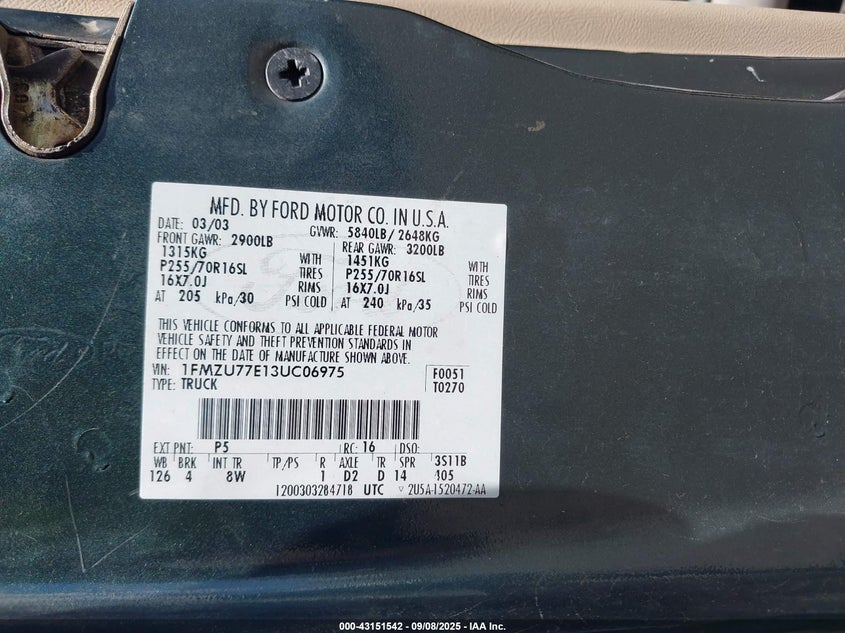 MFD. BY FORD MOTOR CO. IN U.S.A.
DATE: 03/03 GVWR: 5840LB / 2648KG
FRONT GAWR: 2900LB REAR GAWR: 3200LB
1315KG WITH 1451KG WITH
P255/70R16SL TIRES P255/70R16SL TIRES
16X7.0J RIMS 16X7.0J RIMS
AT 205 kPa/30 PSI COLD AT 240 kPa/35 PSI COLD
THIS VEHICLE CONFORMS TO ALL APPLICABLE FEDERAL MOTOR
VEHICLE SAFETY AND THEFT PREVENTION STANDARDS IN
EFFECT ON THE DATE OF MANUFACTURE SHOWN ABOVE.
VIN: 1FMZU77E13UC06975 F0051
TYPE: TRUCK T0270
EXT PNT: P5 RC: 16 DSO:
WB BRK INT TR TP/PS R AXLE TR SPR 3S11B
126 4 8W 1 D2 D 14 405
1200303284718 UTC 2U5A-1520472-AA
000-43151542 - 09/08/2025 - IAA Inc.